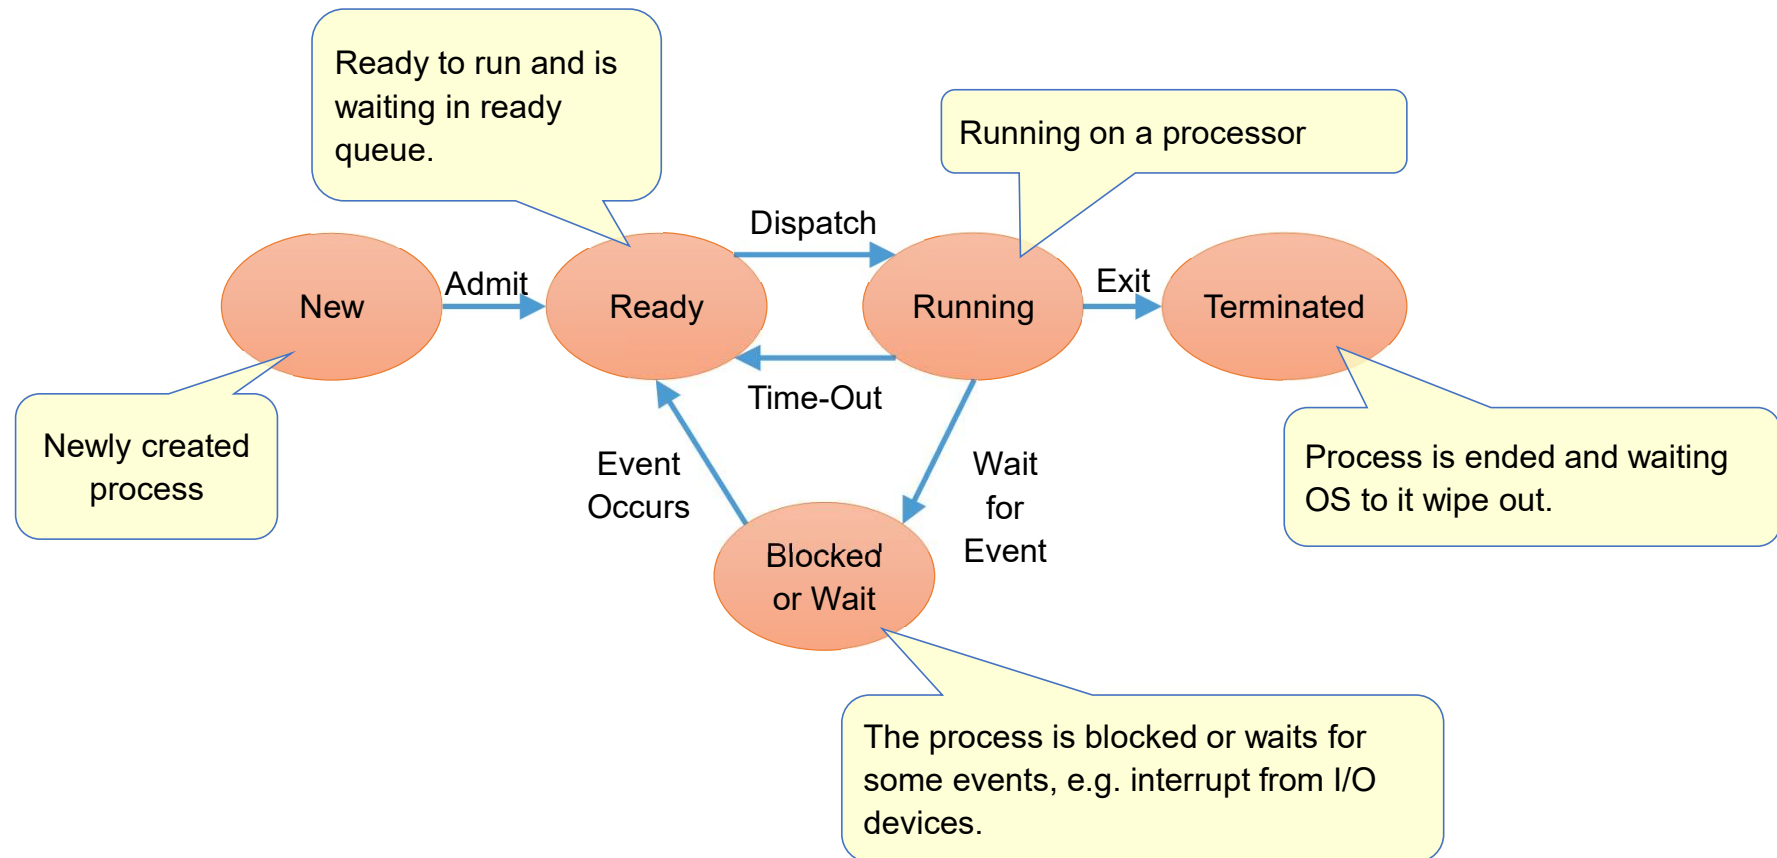 Ready to run and is
waiting in ready
queue.
Running on a processor
Dispatch
New
Admit
Ready
Running
Exit
Terminated
Time-Out
Newly created
process
Event
Occurs
Wait
for
Event
Process is ended and waiting
OS to it wipe out.
Blocked
or Wait
The process is blocked or waits for
some events, e.g. interrupt from I/O
devices.